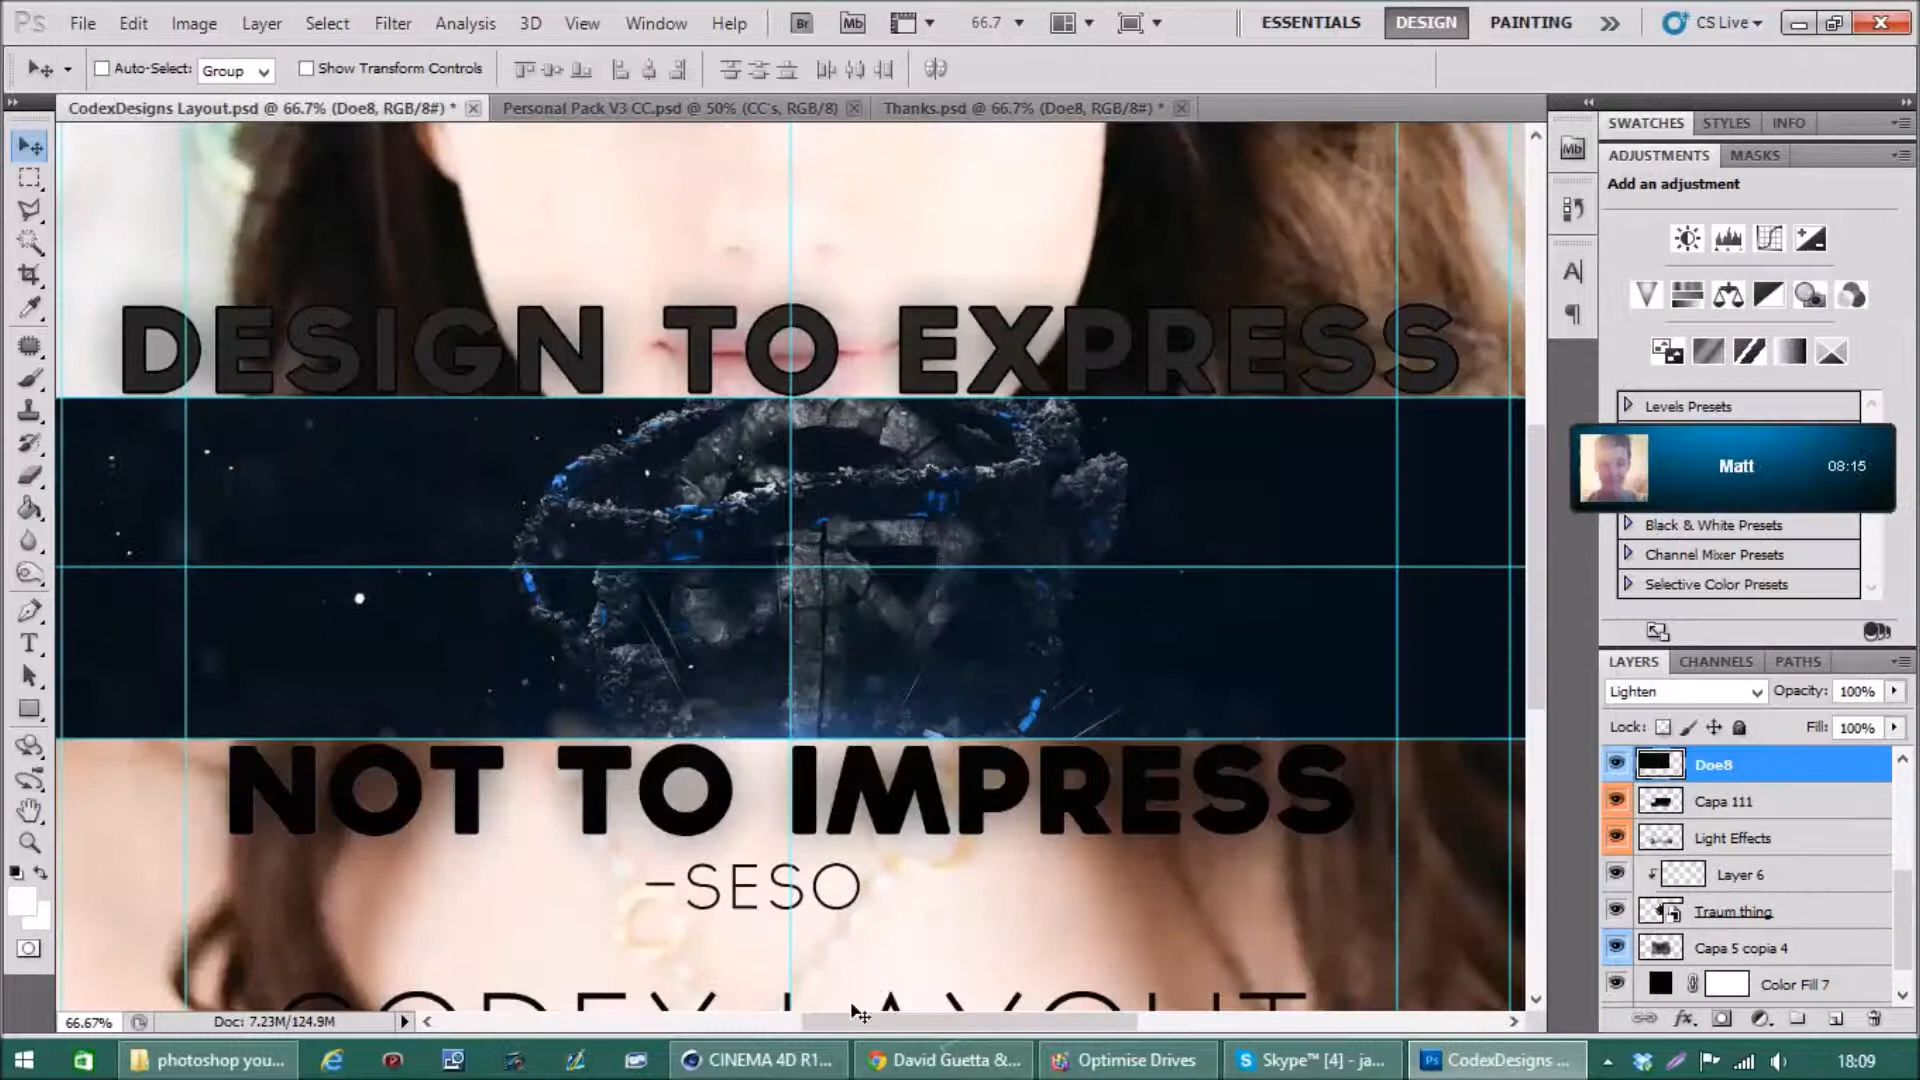 Ps File Edit Image Layer Select Filter Analysis 3D View Window Help Br Mb 66.7 ESSENTIALS DESIGN PAINTING CS Live
Auto-Select: Group Show Transform Controls
CodexDesigns Layout.psd @ 66.7% (Doe8, RGB/8#) * Personal Pack V3 CC.psd @ 50% (CC's, RGB/8) Thanks.psd @ 66.7% (Doe8, RGB/8#) *
SWATCHES STYLES INFO
Mb
ADJUSTMENTS MASKS
Add an adjustment
DESIGN TO EXPRESS
Levels Presets
Matt 08:15
Black & White Presets
Channel Mixer Presets
Selective Color Presets
LAYERS CHANNELS PATHS
Lighten Opacity: 100%
Lock: Fill: 100%
NOT TO IMPRESS
-SESO
CODEX LAYOUT
Doe8
Capa 111
Light Effects
Layer 6
Traum thing
Capa 5 copia 4
Color Fill 7
66.67% Doc: 7.23M/124.9M
photoshop you... CINEMA 4D R1... David Guetta &... Optimise Drives Skype™ [4] - ja... Ps CodexDesigns ... 18:09